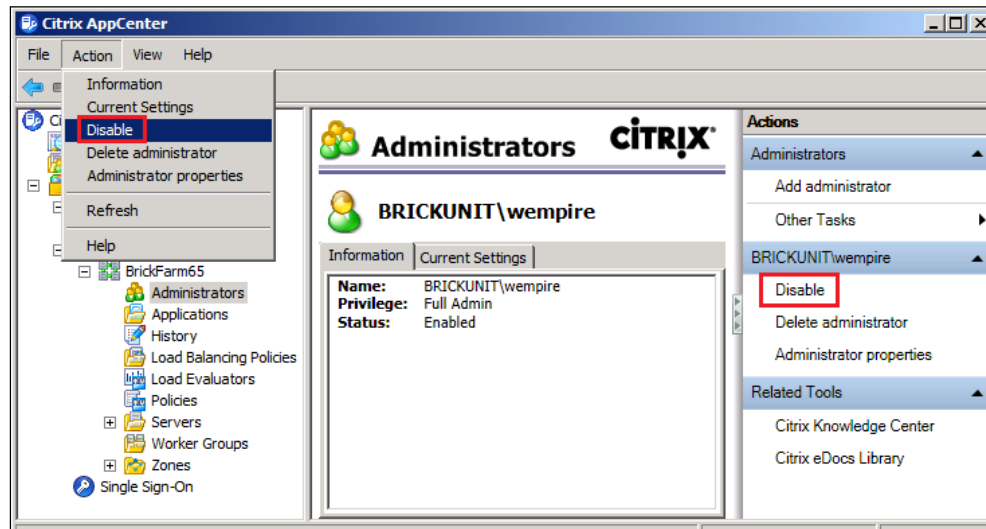 Citrix AppCenter
File Action View Help
Information
Current Settings
Disable
Delete administrator
Administrator properties
Refresh
Help
BrickFarm65
Administrators
Applications
History
Load Balancing Policies
Load Evaluators
Policies
Servers
Worker Groups
Zones
Single Sign-On
Administrators CITRIX
BRICKUNIT\wempire
Information Current Settings
Name: BRICKUNIT\wempire
Privilege: Full Admin
Status: Enabled
Actions
Administrators
Add administrator
Other Tasks
BRICKUNIT\wempire
Disable
Delete administrator
Administrator properties
Related Tools
Citrix Knowledge Center
Citrix eDocs Library